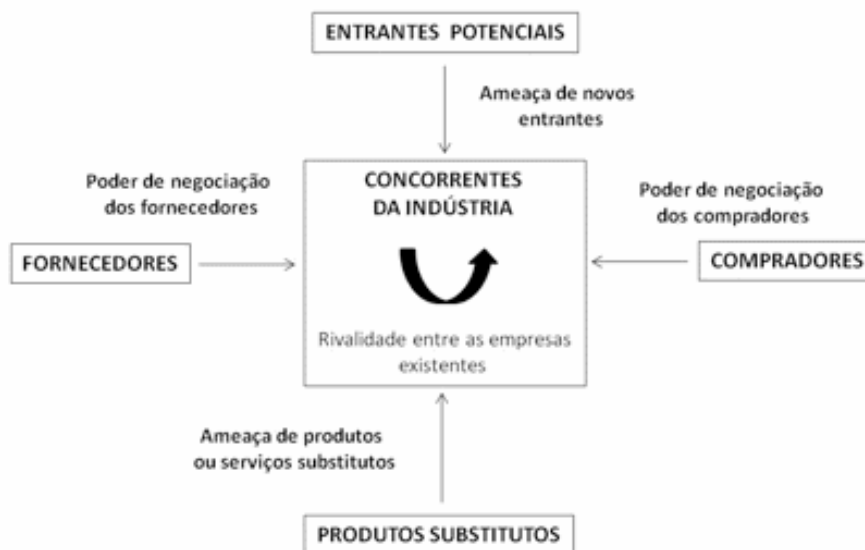 ENTRANTES POTENCIAIS
Ameaça de novos
entrantes
Poder de negociação
dos fornecedores
CONCORRENTES
DA INDÚSTRIA
Poder de negociação
dos compradores
FORNECEDORES
COMPRADORES
Rivalidade entre as empresas
existentes
Ameaça de produtos
ou serviços substitutos
PRODUTOS SUBSTITUTOS